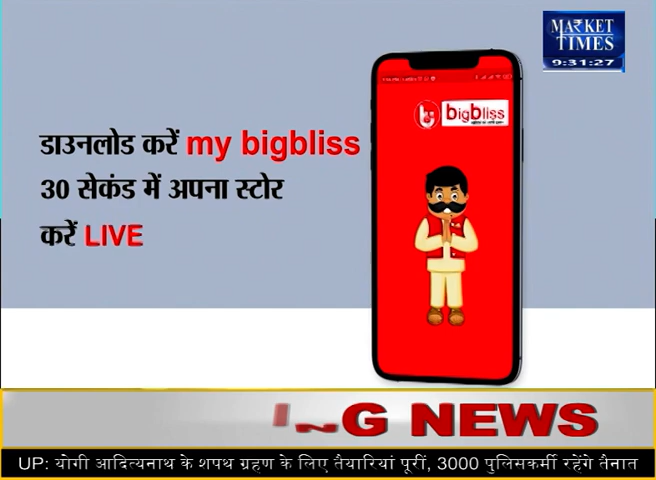 MARKET
TIMES
9:31:27
bigbliss
डाउनलोड करें my bigbliss
30 सेकंड में अपना स्टोर
करें LIVE
NG NEWS
UP: योगी आदित्यनाथ के शपथ ग्रहण के लिए तैयारियां पूरीं, 3000 पुलिसकर्मी रहेंगे तैनात